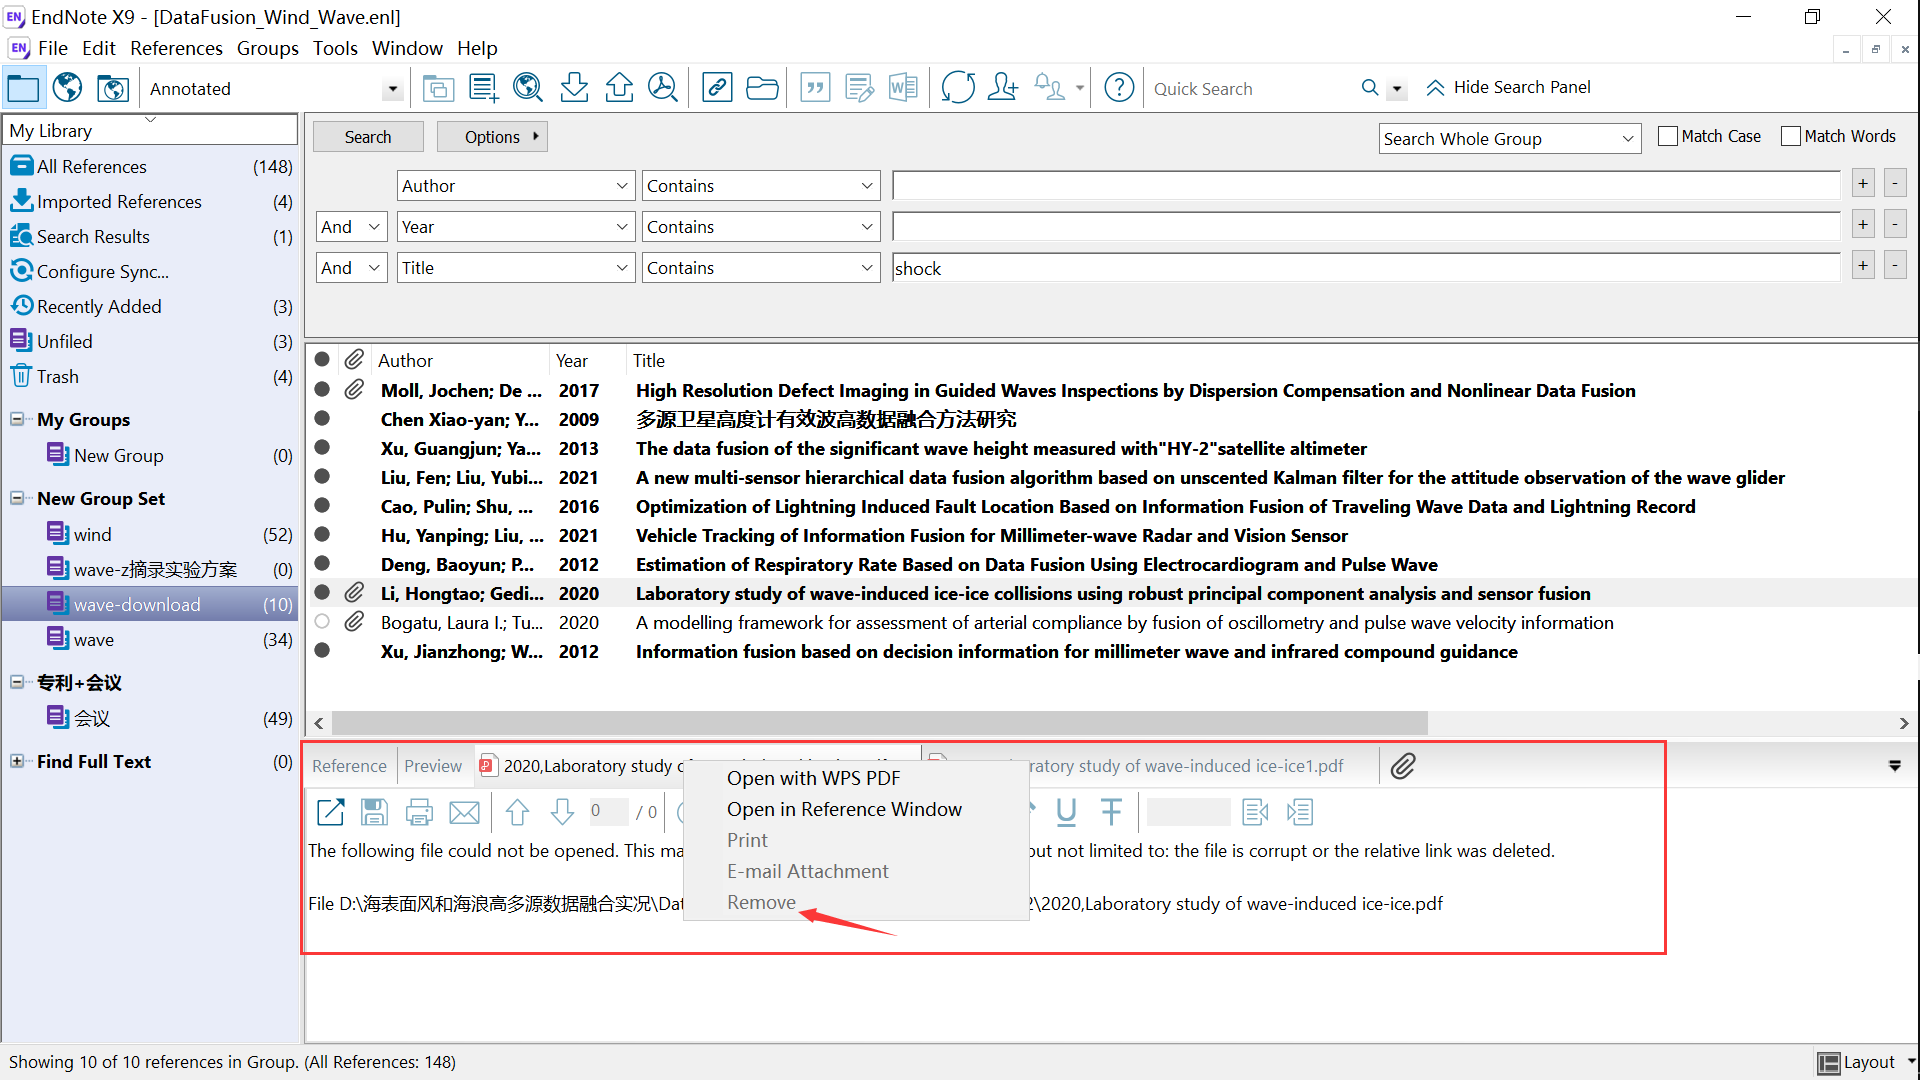 EN EndNote X9 - [DataFusion_Wind_Wave.enl]
EN File Edit References Groups Tools Window Help
Annotated
Quick Search
Hide Search Panel
My Library
All References (148)
Imported References (4)
Search Results (1)
Configure Sync...
Recently Added (3)
Unfiled (3)
Trash (4)
My Groups
New Group (0)
New Group Set
wind (52)
wave-z摘录实验方案 (0)
wave-download (10)
wave (34)
专利+会议
会议 (49)
Find Full Text (0)
Search Options Search Whole Group Match Case Match Words
Author Contains + -
And Year Contains + -
And Title Contains shock + -
Author Year Title
Moll, Jochen; De ... 2017 High Resolution Defect Imaging in Guided Waves Inspections by Dispersion Compensation and Nonlinear Data Fusion
Chen Xiao-yan; Y... 2009 多源卫星高度计有效波高数据融合方法研究
Xu, Guangjun; Ya... 2013 The data fusion of the significant wave height measured with"HY-2"satellite altimeter
Liu, Fen; Liu, Yubi... 2021 A new multi-sensor hierarchical data fusion algorithm based on unscented Kalman filter for the attitude observation of the wave glider
Cao, Pulin; Shu, ... 2016 Optimization of Lightning Induced Fault Location Based on Information Fusion of Traveling Wave Data and Lightning Record
Hu, Yanping; Liu, ... 2021 Vehicle Tracking of Information Fusion for Millimeter-wave Radar and Vision Sensor
Deng, Baoyun; P... 2012 Estimation of Respiratory Rate Based on Data Fusion Using Electrocardiogram and Pulse Wave
Li, Hongtao; Gedi... 2020 Laboratory study of wave-induced ice-ice collisions using robust principal component analysis and sensor fusion
Bogatu, Laura I.; Tu... 2020 A modelling framework for assessment of arterial compliance by fusion of oscillometry and pulse wave velocity information
Xu, Jianzhong; W... 2012 Information fusion based on decision information for millimeter wave and infrared compound guidance
Reference Preview 2020,Laboratory study study of wave-induced ice-ice1.pdf
0 / 0
Open with WPS PDF
Open in Reference Window
Print
E-mail Attachment
Remove
The following file could not be opened. This but not limited to: the file is corrupt or the relative link was deleted.
File D:\海表面风和海浪高多源数据融合实况\Dat 2\2020,Laboratory study of wave-induced ice-ice.pdf
Showing 10 of 10 references in Group. (All References: 148)
Layout